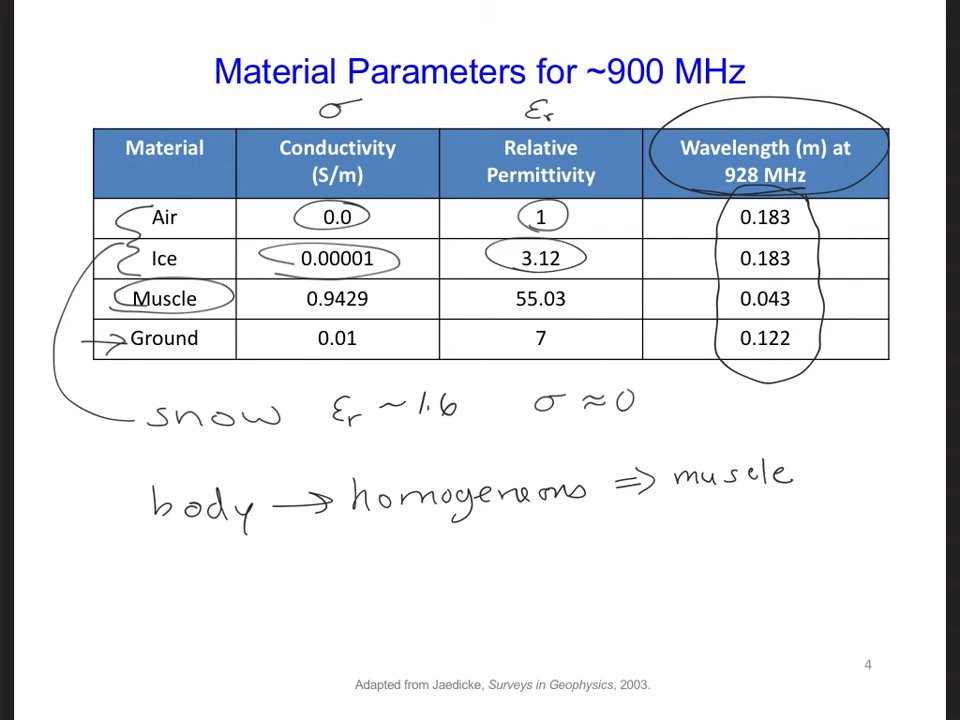 Material Parameters for ~900 MHz
σ εr
Material Conductivity (S/m) Relative Permittivity Wavelength (m) at 928 MHz
Air 0.0 1 0.183
Ice 0.00001 3.12 0.183
Muscle 0.9429 55.03 0.043
Ground 0.01 7 0.122
snow εr ~ 1.6 σ ≈ 0
body → homogeneous ⇒ muscle
4
Adapted from Jaedicke, Surveys in Geophysics, 2003.